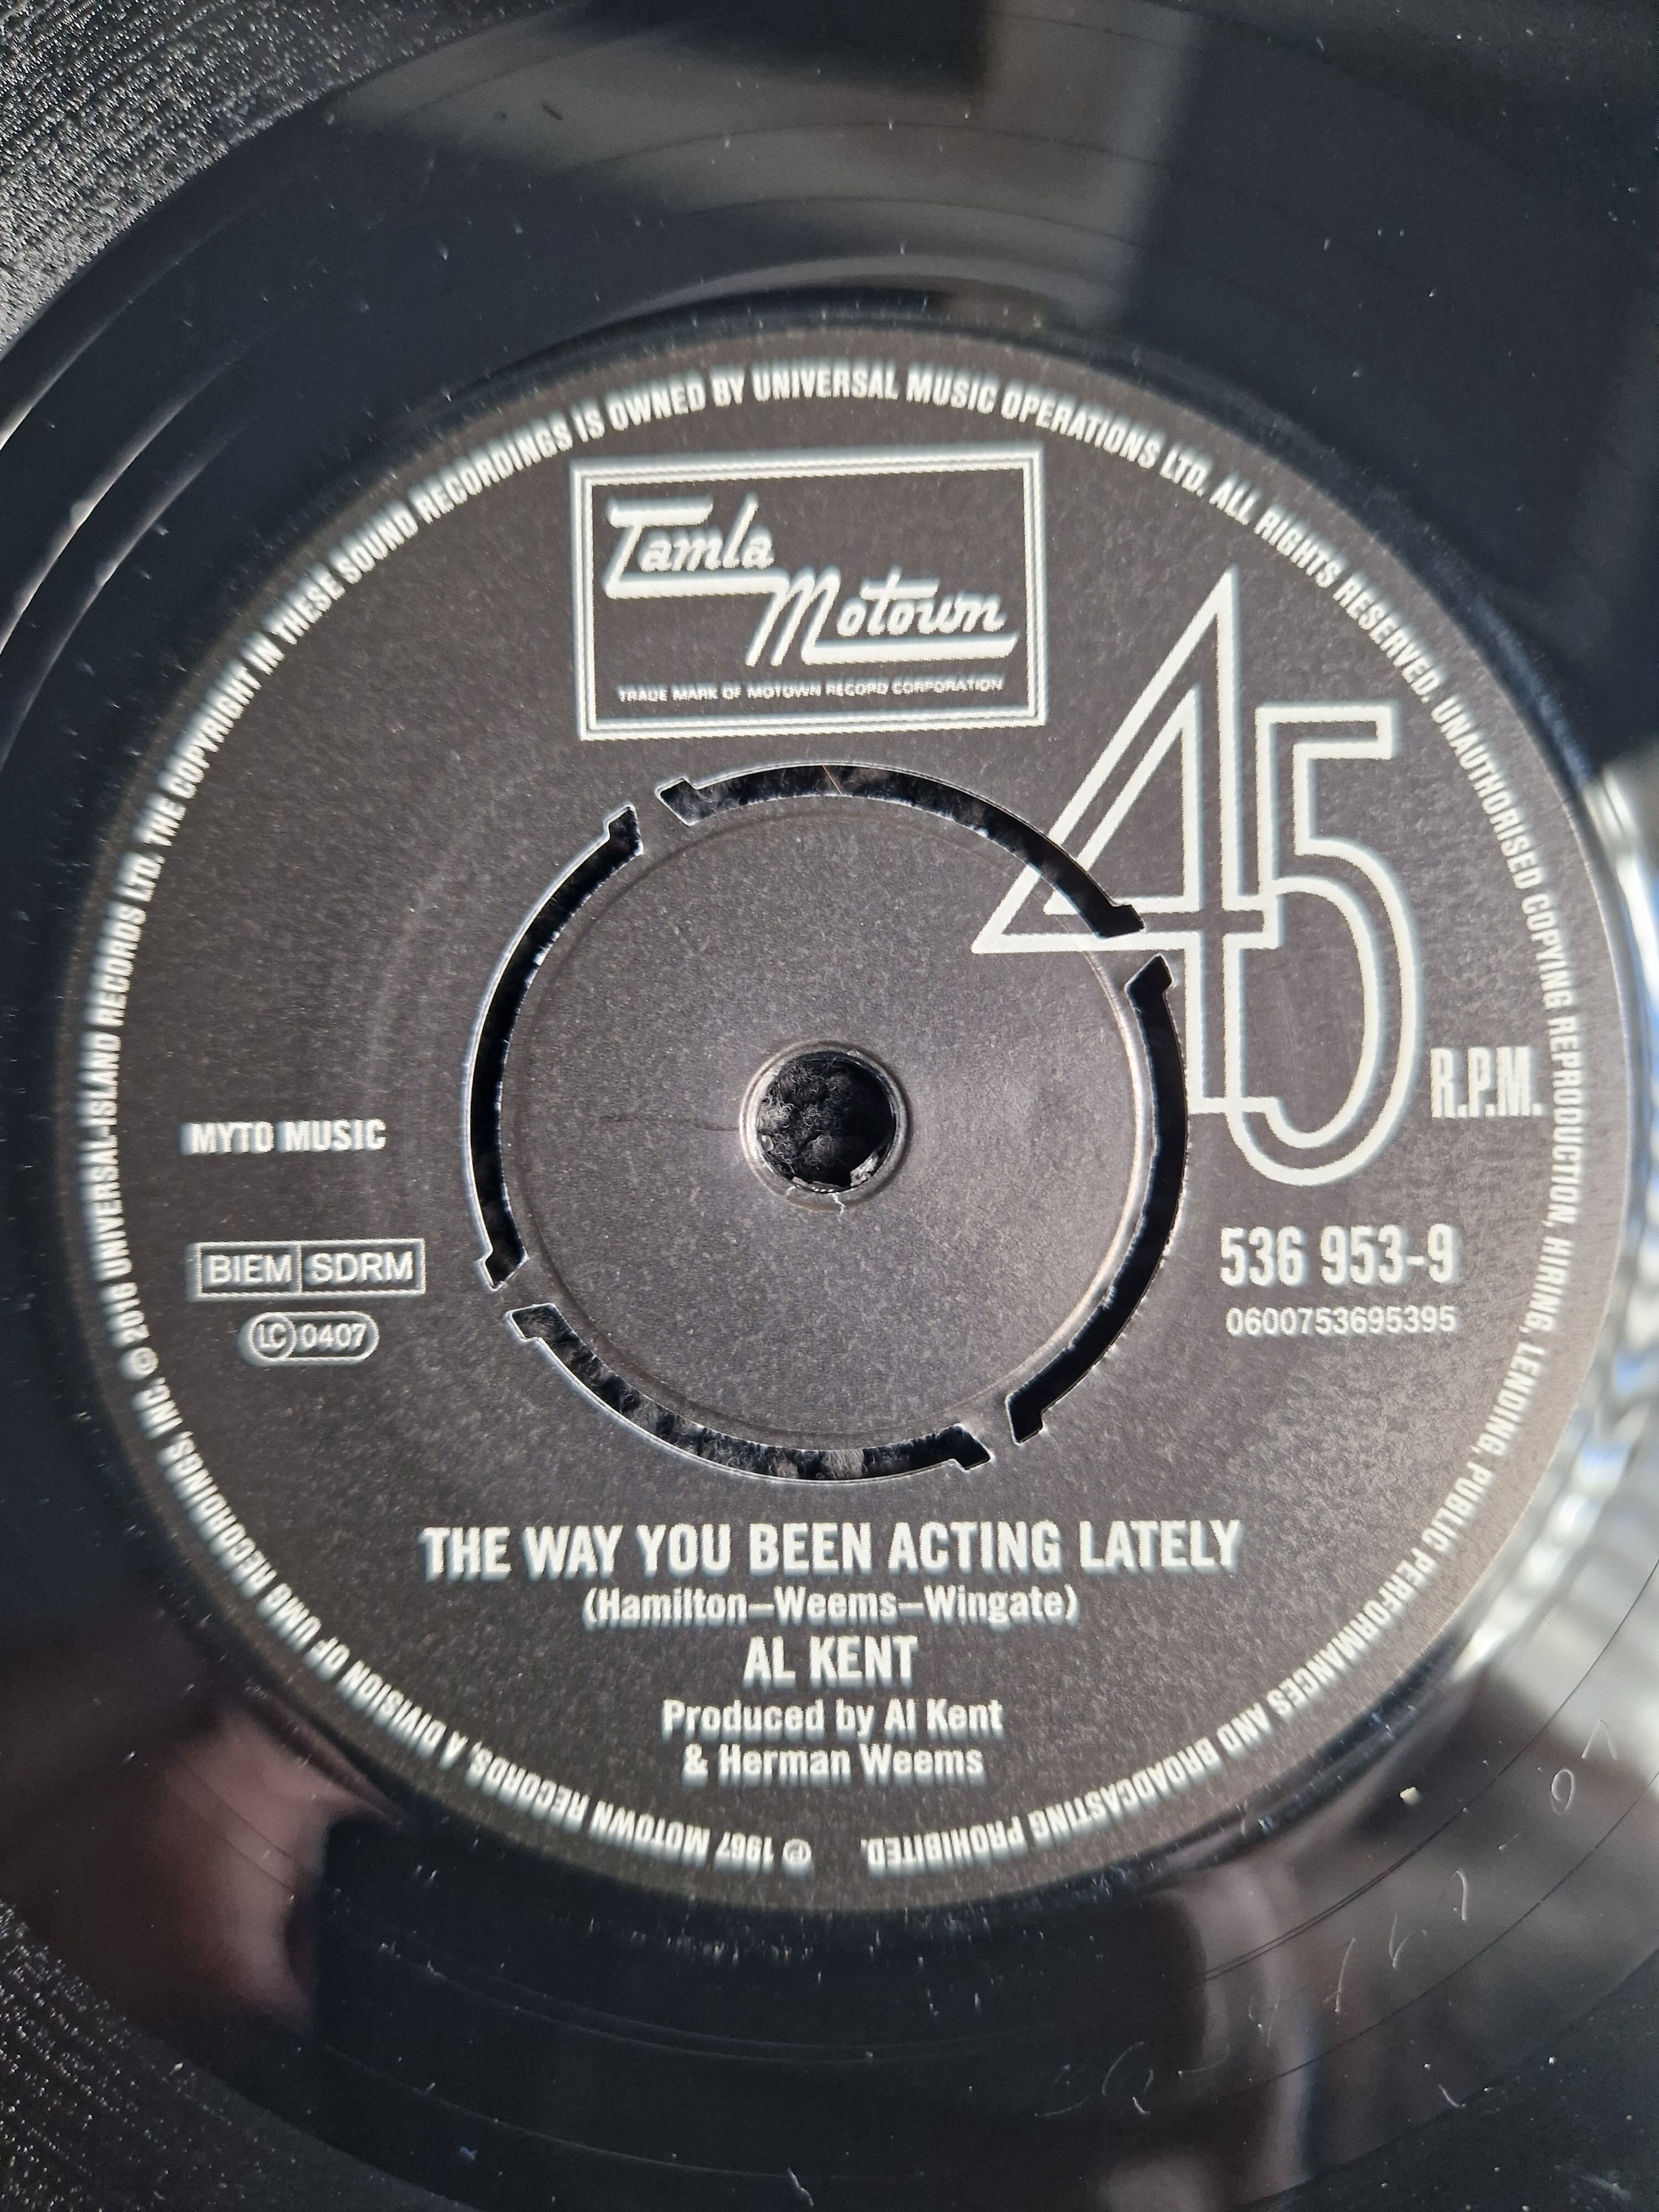 ℗ 1967 MOTOWN RECORDS, A DIVISION OF UMG RECORDINGS, INC. © 2016 UNIVERSAL-ISLAND RECORDS LTD. THE COPYRIGHT IN THESE SOUND RECORDINGS IS OWNED BY UNIVERSAL MUSIC OPERATIONS LTD. ALL RIGHTS RESERVED. UNAUTHORISED COPYING REPRODUCTION, HIRING, LENDING, PUBLIC PERFORMANCES AND BROADCASTING PROHIBITED.
Tamla
Motown
TRADE MARK OF MOTOWN RECORD CORPORATION
45
R.P.M.
MYTO MUSIC
BIEM SDRM
LC 0407
536 953-9
0600753695395
THE WAY YOU BEEN ACTING LATELY
(Hamilton–Weems–Wingate)
AL KENT
Produced by Al Kent
& Herman Weems